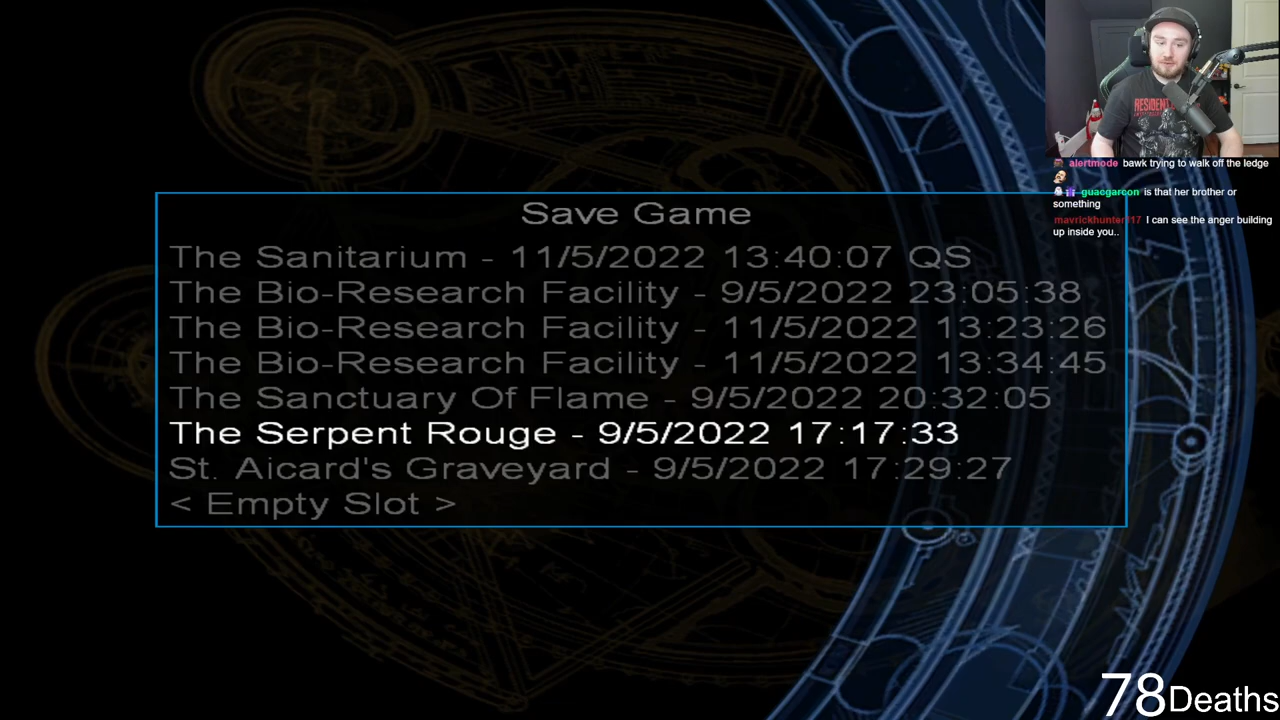 Save Game
The Sanitarium - 11/5/2022 13:40:07 QS
The Bio-Research Facility - 9/5/2022 23:05:38
The Bio-Research Facility - 11/5/2022 13:23:26
The Bio-Research Facility - 11/5/2022 13:34:45
The Sanctuary Of Flame - 9/5/2022 20:32:05
The Serpent Rouge - 9/5/2022 17:17:33
St. Aicard's Graveyard - 9/5/2022 17:29:27
< Empty Slot >
alertmode bawk trying to walk off the ledge
guacgarcon is that her brother or
something
I can see the anger building
up inside you..
78 Deaths